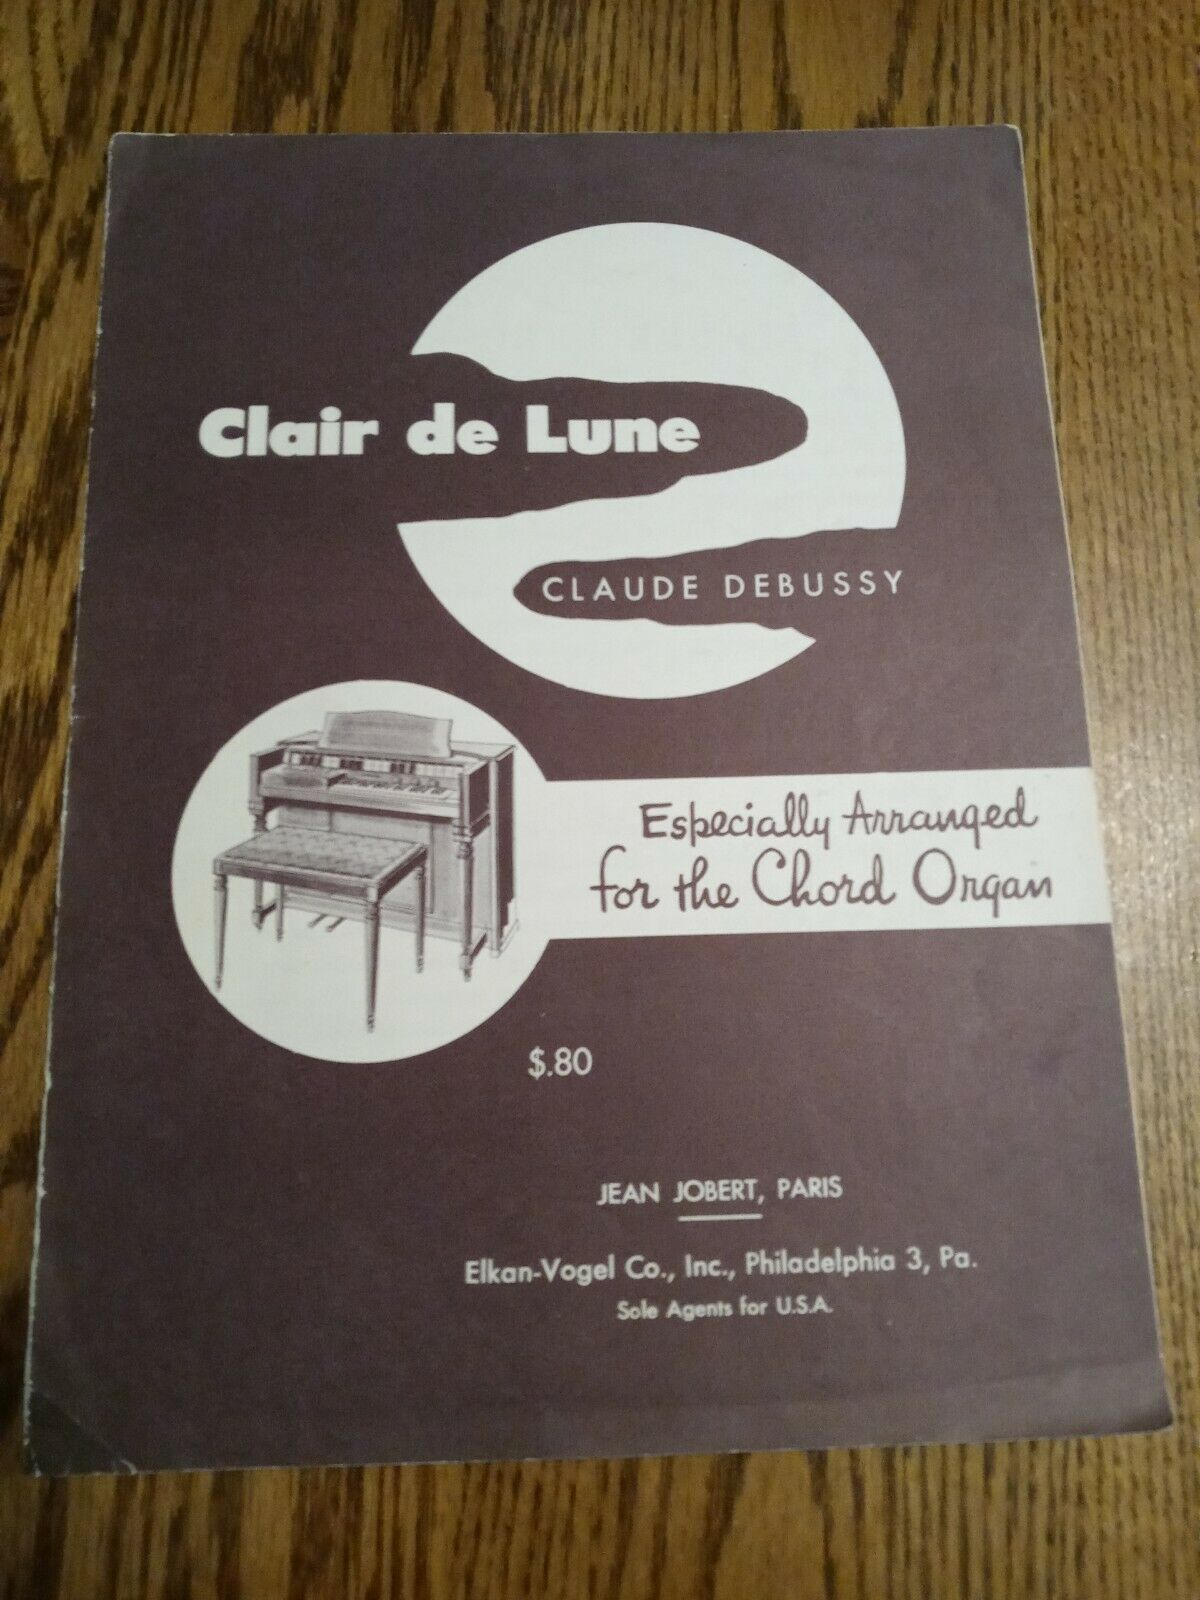 Clair de Lune
CLAUDE DEBUSSY
Especially Arranged
for the Chord Organ
$.80
JEAN JOBERT, PARIS
Elkan-Vogel Co., Inc., Philadelphia 3, Pa.
Sole Agents for U.S.A.